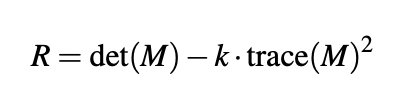 R = det(M) − k · trace(M)²